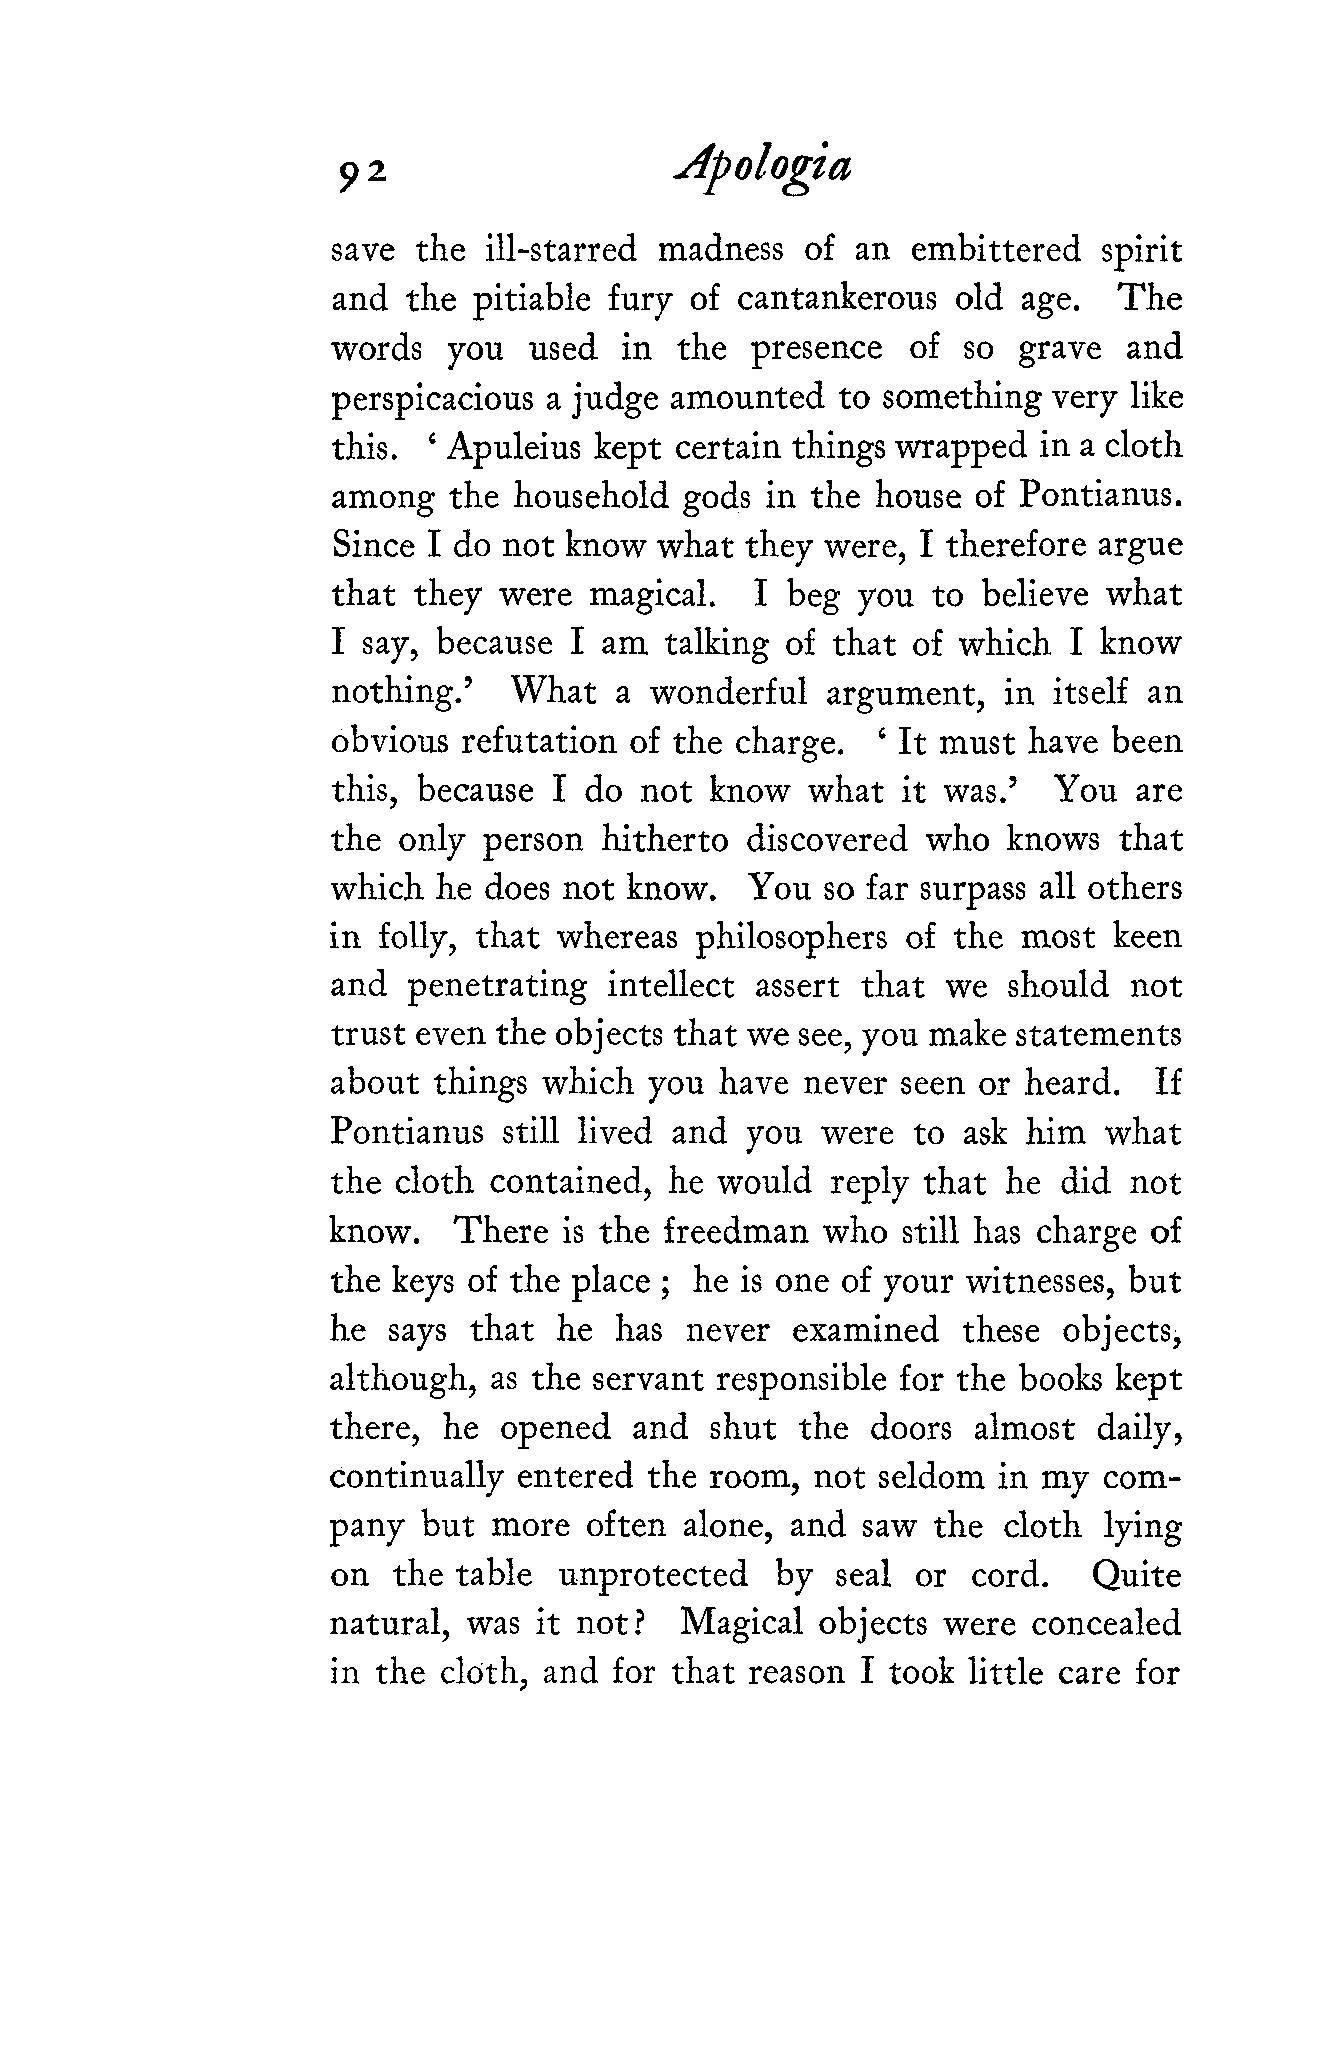 92 Apologia
save the ill-starred madness of an embittered spirit
and the pitiable fury of cantankerous old age. The
words you used in the presence of so grave and
perspicacious a judge amounted to something very like
this. ‘ Apuleius kept certain things wrapped in a cloth
among the household gods in the house of Pontianus.
Since I do not know what they were, I therefore argue
that they were magical. I beg you to believe what
I say, because I am talking of that of which I know
nothing.’ What a wonderful argument, in itself an
obvious refutation of the charge. ‘ It must have been
this, because I do not know what it was.’ You are
the only person hitherto discovered who knows that
which he does not know. You so far surpass all others
in folly, that whereas philosophers of the most keen
and penetrating intellect assert that we should not
trust even the objects that we see, you make statements
about things which you have never seen or heard. If
Pontianus still lived and you were to ask him what
the cloth contained, he would reply that he did not
know. There is the freedman who still has charge of
the keys of the place ; he is one of your witnesses, but
he says that he has never examined these objects,
although, as the servant responsible for the books kept
there, he opened and shut the doors almost daily,
continually entered the room, not seldom in my com-
pany but more often alone, and saw the cloth lying
on the table unprotected by seal or cord. Quite
natural, was it not? Magical objects were concealed
in the cloth, and for that reason I took little care for